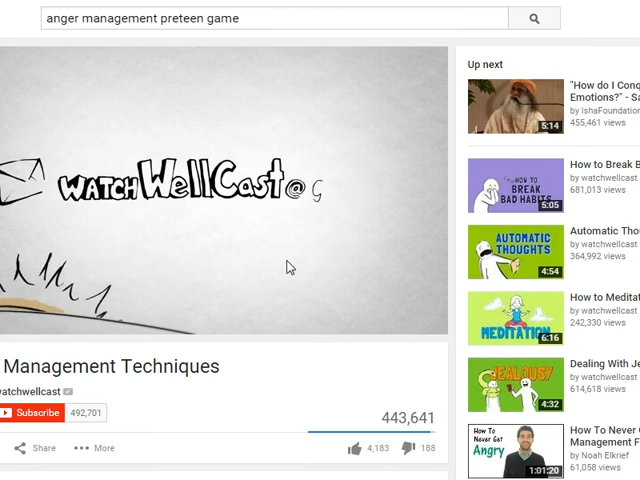 anger management preteen game
WATCHWellCast@g
Management Techniques
watchwellcast
Subscribe 492,701
443,641
Share More 4,183 188
Up next
"How do I Conq
Emotions?" - Sa
by IshaFoundation
455,461 views
5:14
How to Break B
by watchwellcast
681,013 views
HOW TO
BREAK
BAD HABITS
5:05
Automatic Tho
by watchwellcast
364,992 views
AUTOMATIC
THOUGHTS
4:54
How to Meditat
by watchwellcast
242,330 views
MEDITATION
6:16
Dealing With Je
by watchwellcast
614,618 views
JEALOUSY
4:32
How To Never G
Management F
by Noah Elkrief
61,058 views
How To
Never Get
Angry
1:01:20